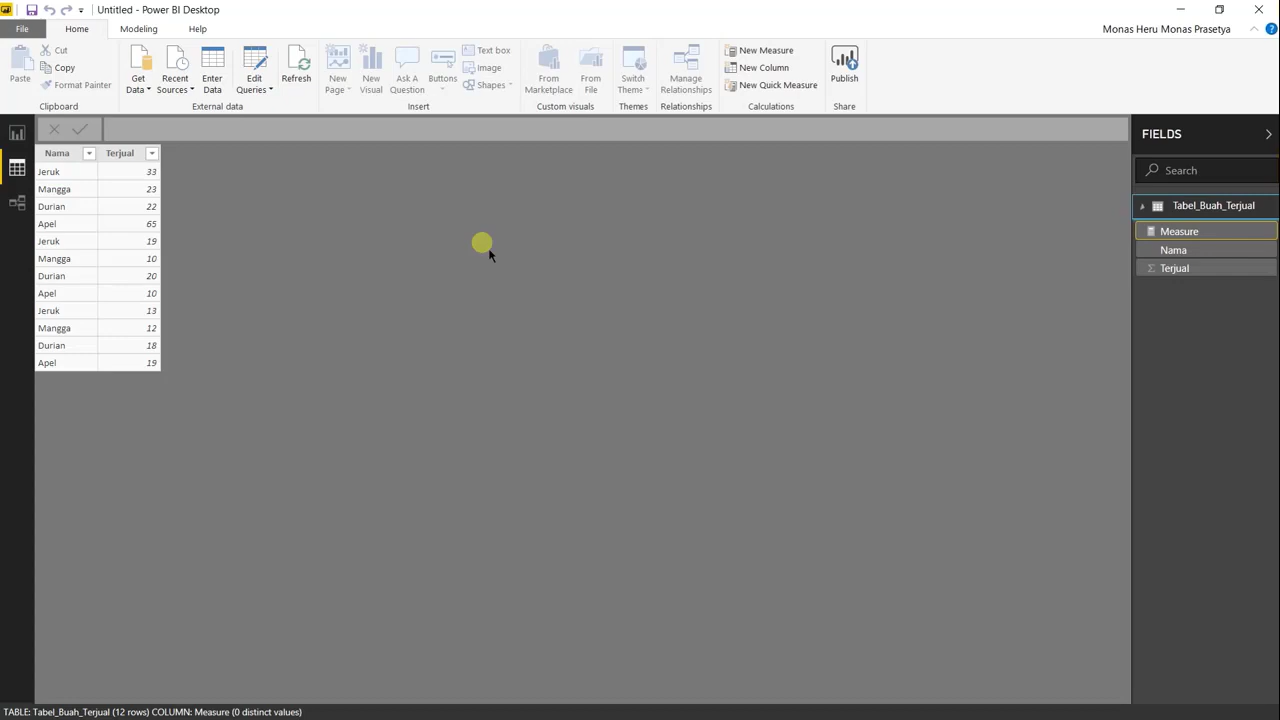 Untitled - Power BI Desktop
File Home Modeling Help Monas Heru Monas Prasetya
Paste
Cut
Copy
Format Painter
Clipboard
Get Data
Recent Sources
Enter Data
Edit Queries
Refresh
External data
New Page
New Visual
Ask A Question
Buttons
Text box
Image
Shapes
Insert
From Marketplace
From File
Custom visuals
Switch Theme
Themes
Manage Relationships
Relationships
New Measure
New Column
New Quick Measure
Calculations
Publish
Share
Nama Terjual
Jeruk 33
Mangga 23
Durian 22
Apel 65
Jeruk 19
Mangga 10
Durian 20
Apel 10
Jeruk 13
Mangga 12
Durian 18
Apel 19
FIELDS
Search
Tabel_Buah_Terjual
Measure
Nama
Σ Terjual
TABLE: Tabel_Buah_Terjual (12 rows) COLUMN: Measure (0 distinct values)